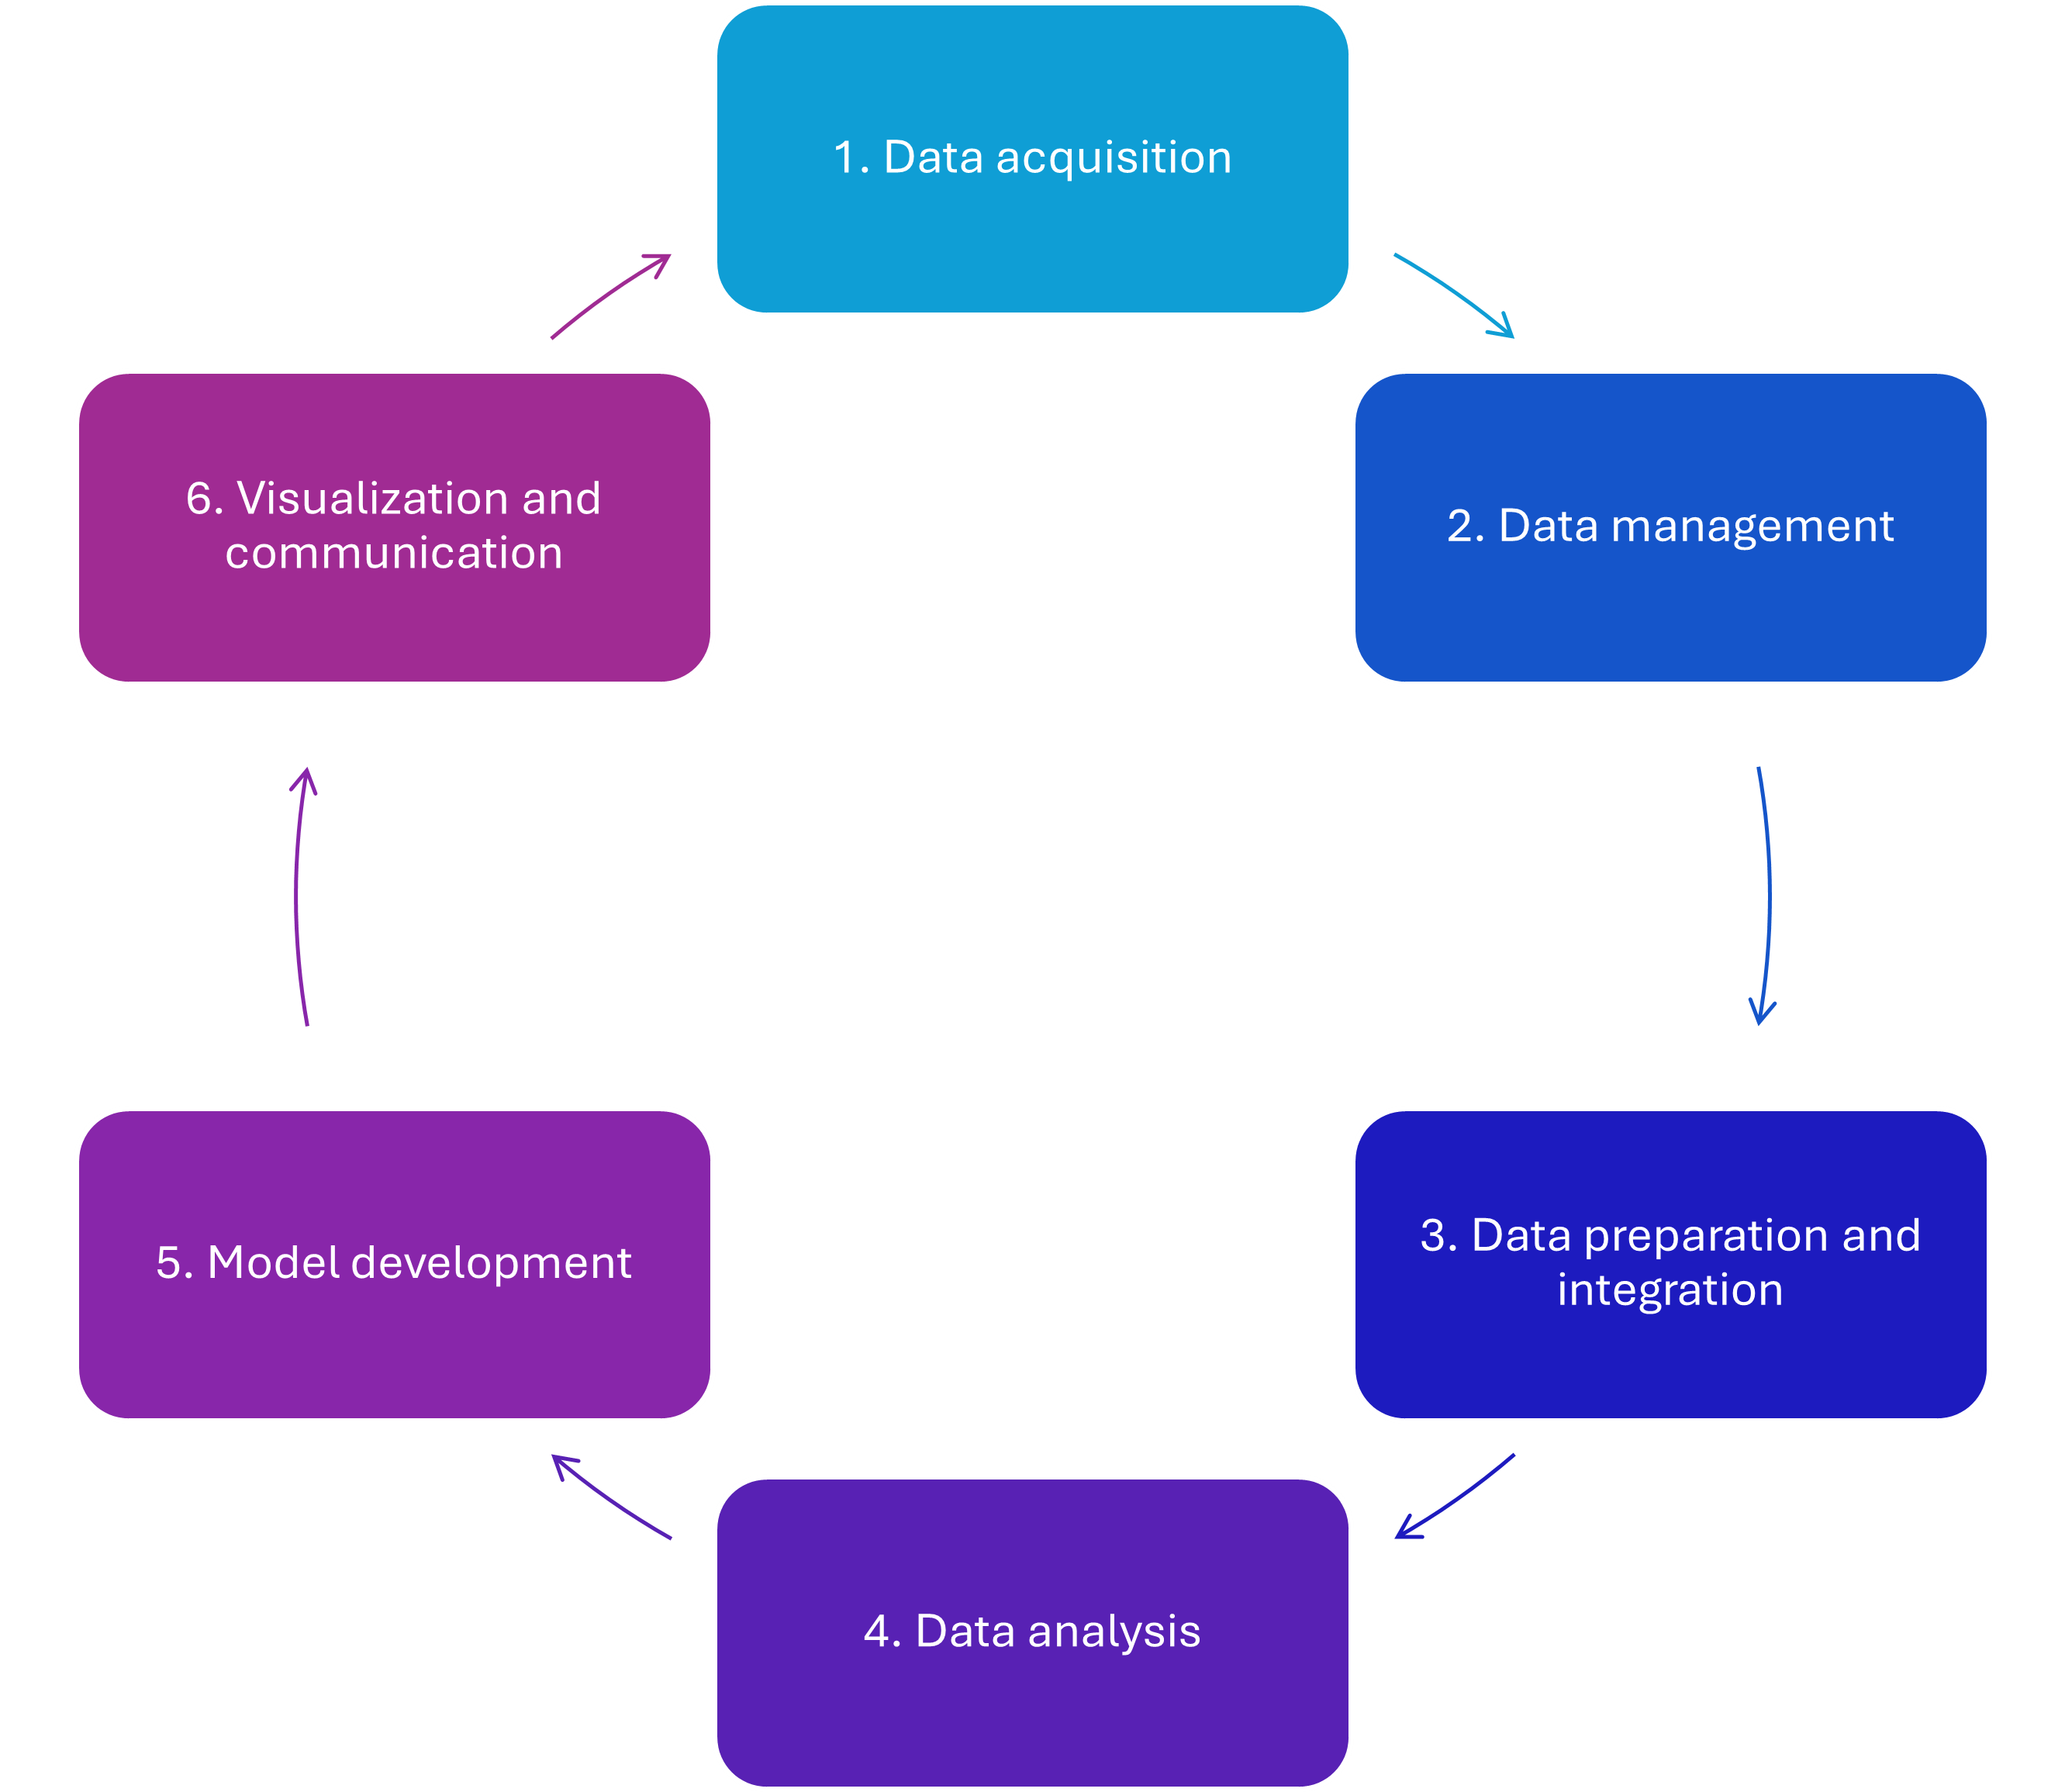 1. Data acquisition
2. Data management
3. Data preparation and
integration
4. Data analysis
5. Model development
6. Visualization and
communication